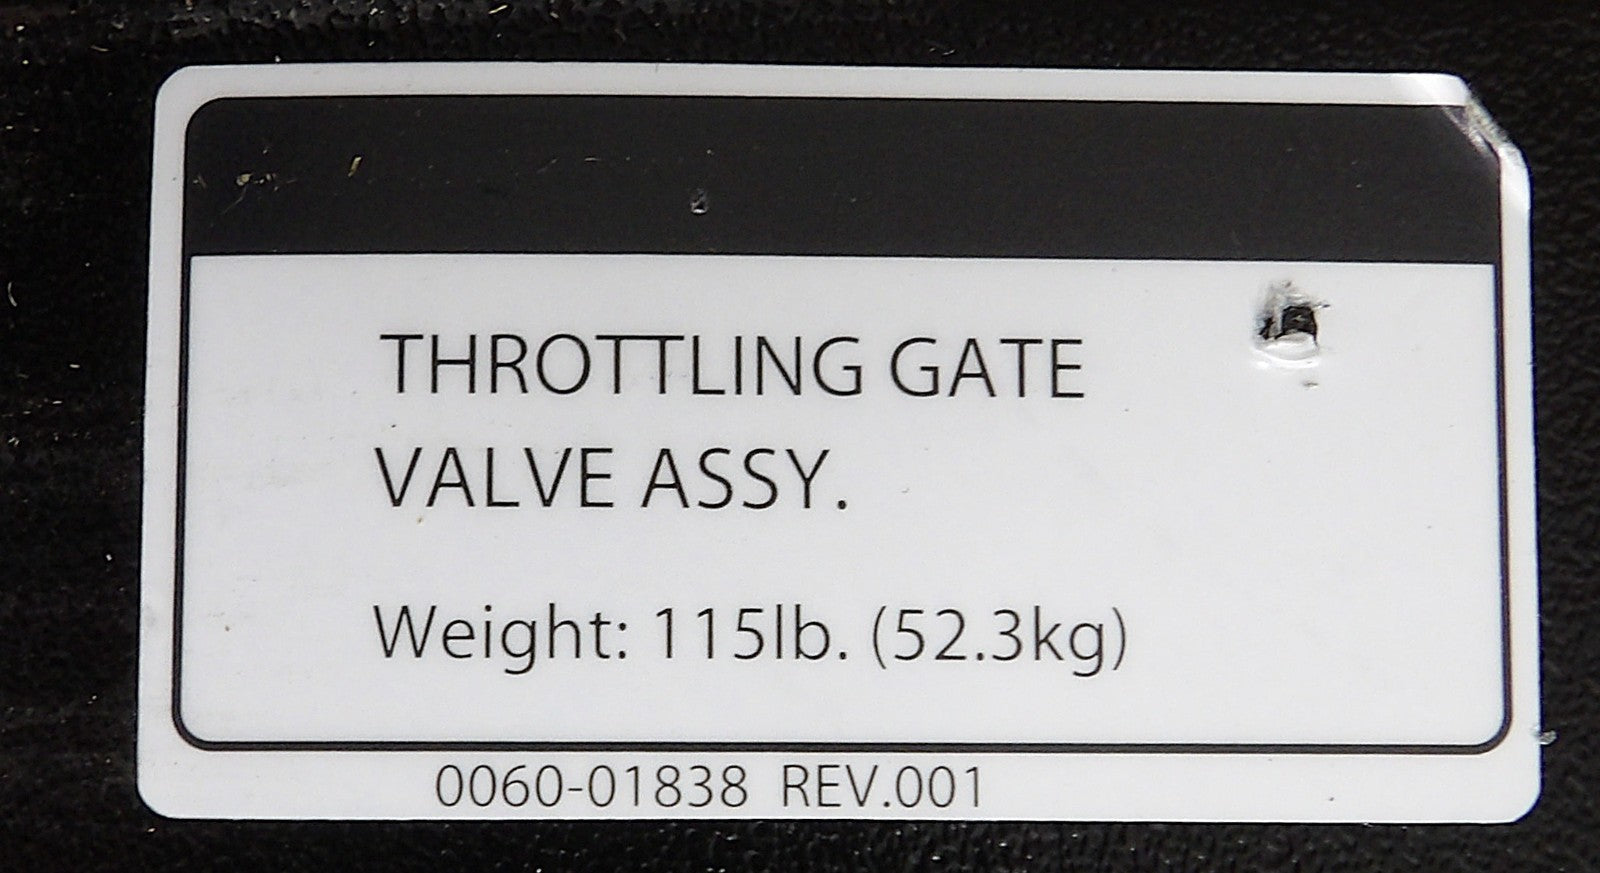 THROTTLING GATE
VALVE ASSY.
Weight: 115lb. (52.3kg)
0060-01838 REV.001